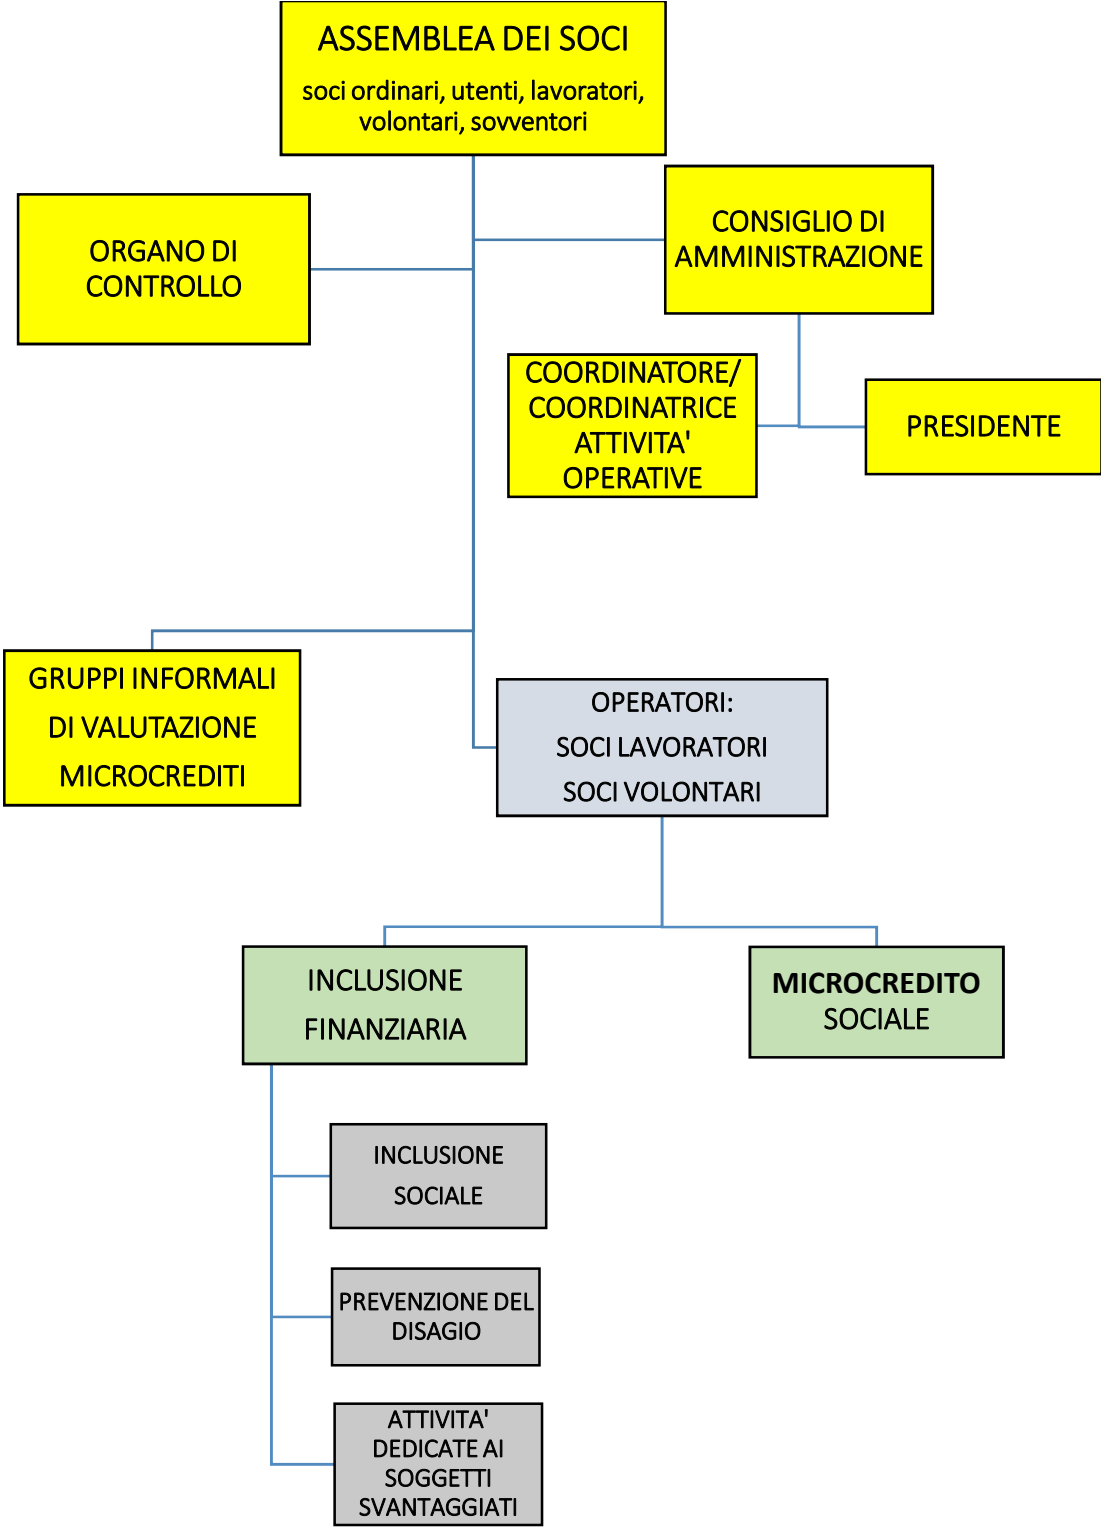 ASSEMBLEA DEI SOCI
soci ordinari, utenti, lavoratori,
volontari, sovventori
ORGANO DI
CONTROLLO
CONSIGLIO DI
AMMINISTRAZIONE
COORDINATORE/
COORDINATRICE
ATTIVITA'
OPERATIVE
PRESIDENTE
GRUPPI INFORMALI
DI VALUTAZIONE
MICROCREDITI
OPERATORI:
SOCI LAVORATORI
SOCI VOLONTARI
INCLUSIONE
FINANZIARIA
MICROCREDITO
SOCIALE
INCLUSIONE
SOCIALE
PREVENZIONE DEL
DISAGIO
ATTIVITA'
DEDICATE AI
SOGGETTI
SVANTAGGIATI